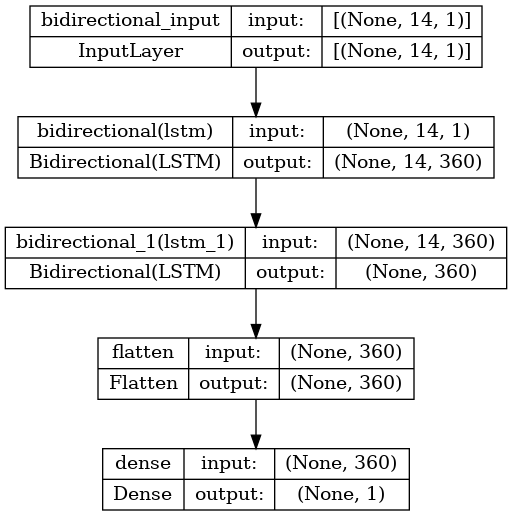 bidirectional_input input: [(None, 14, 1)]
InputLayer output: [(None, 14, 1)]
bidirectional(lstm) input: (None, 14, 1)
Bidirectional(LSTM) output: (None, 14, 360)
bidirectional_1(lstm_1) input: (None, 14, 360)
Bidirectional(LSTM) output: (None, 360)
flatten input: (None, 360)
Flatten output: (None, 360)
dense input: (None, 360)
Dense output: (None, 1)